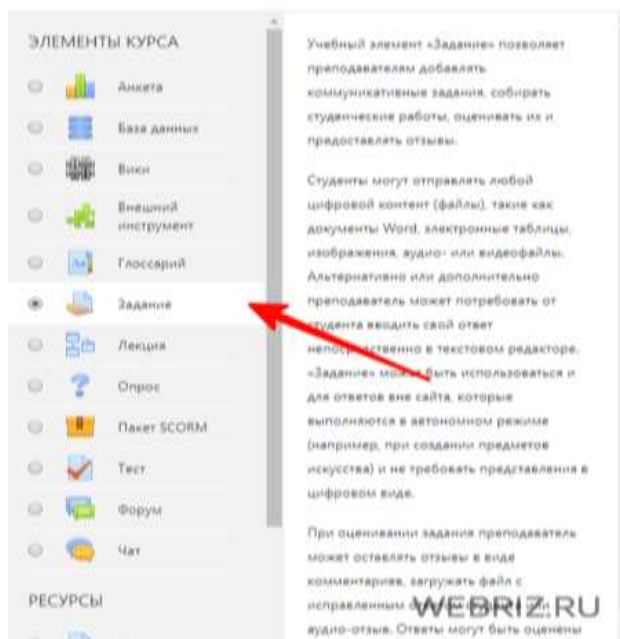 ЭЛЕМЕНТЫ КУРСА
Анкета
База данных
Вики
Внешний
инструмент
Глоссарий
Задание
Лекция
Опрос
Пакет SCORM
Тест
Форум
Чат
РЕСУРСЫ
Учебный элемент «Задание» позволяет
преподавателям добавлять
коммуникативные задания, собирать
студенческие работы, оценивать их и
предоставлять отзывы.
Студенты могут отправлять любой
цифровой контент (файлы), такие как
документы Word, электронные таблицы,
изображения, аудио- или видеофайлы.
Альтернативно или дополнительно
преподаватель может потребовать от
студента вводить свой ответ
непосредственно в текстовом редакторе.
«Задание» может быть использоваться и
для ответов вне сайта, которые
выполняются в автономном режиме
(например, при создании предметов
искусства) и не требовать представления в
цифровом виде.
При оценивании задания преподаватель
может оставлять отзывы в виде
комментариев, загружать файл с
исправленным
аудио-отзыв. Ответы могут быть оценены
WEBRIZ.RU